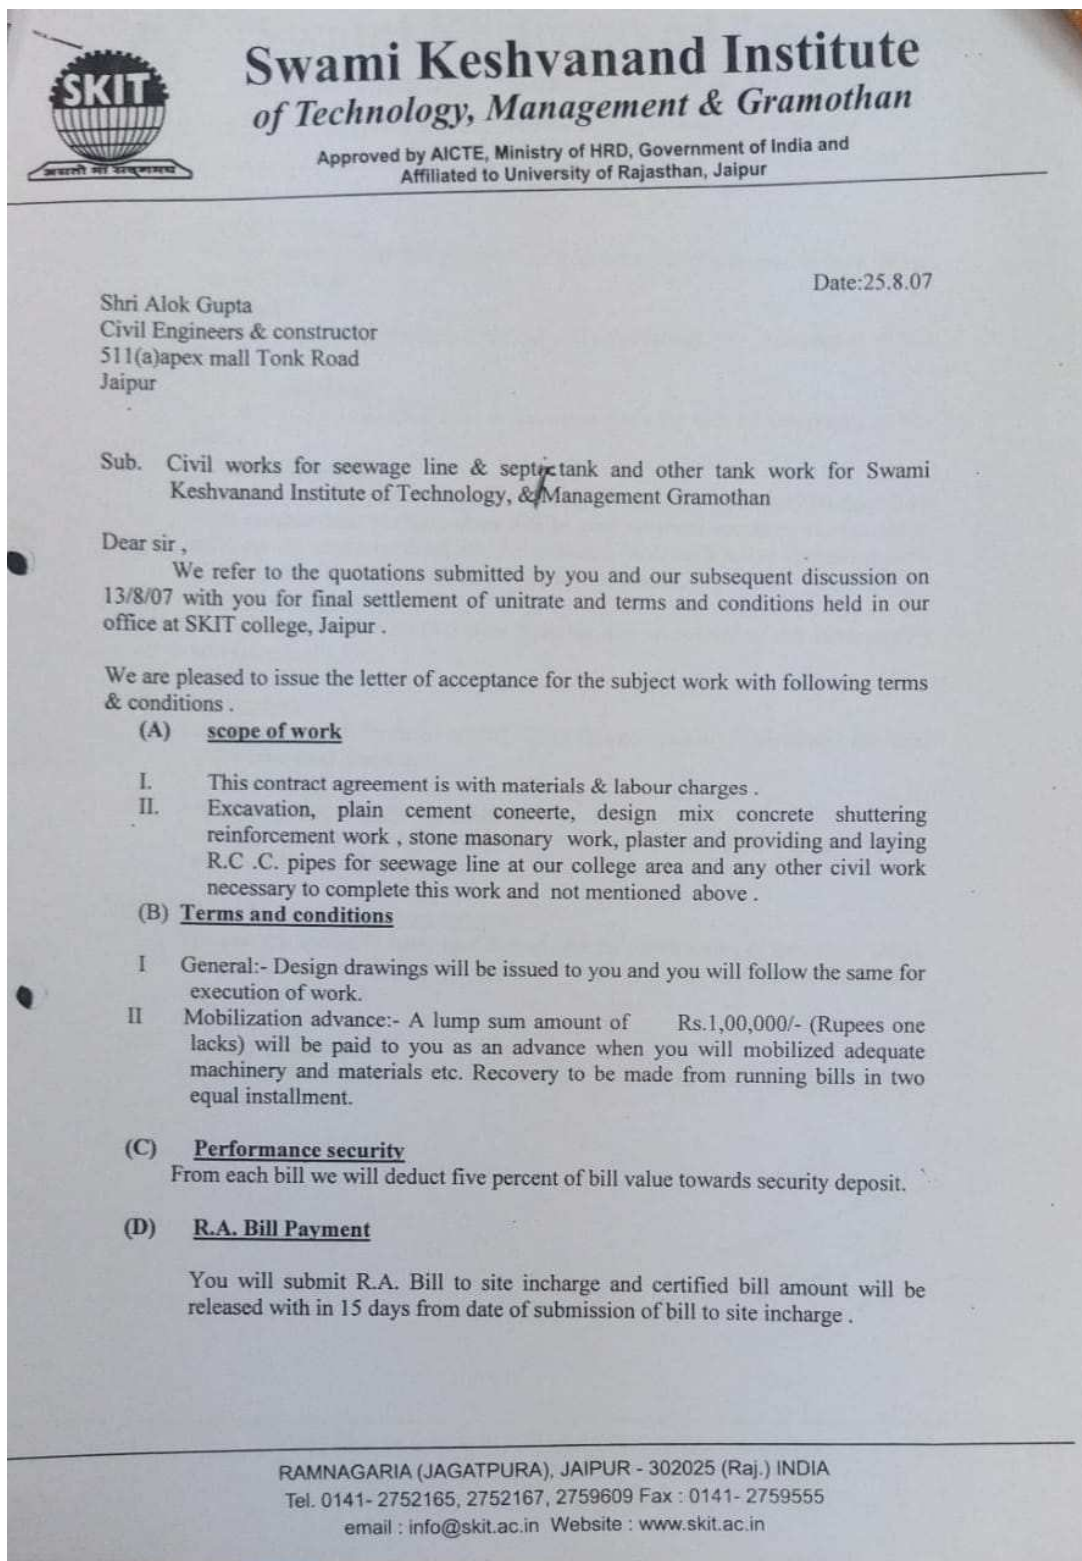 SKIT
असतो मा सद्गमय
Swami Keshvanand Institute
of Technology, Management & Gramothan
Approved by AICTE, Ministry of HRD, Government of India and
Affiliated to University of Rajasthan, Jaipur
Date:25.8.07
Shri Alok Gupta
Civil Engineers & constructor
511(a)apex mall Tonk Road
Jaipur
Sub. Civil works for seewage line & septic tank and other tank work for Swami
Keshvanand Institute of Technology, & Management Gramothan
Dear sir ,
We refer to the quotations submitted by you and our subsequent discussion on
13/8/07 with you for final settlement of unitrate and terms and conditions held in our
office at SKIT college, Jaipur .
We are pleased to issue the letter of acceptance for the subject work with following terms
& conditions .
(A) scope of work
I. This contract agreement is with materials & labour charges .
II. Excavation, plain cement coneerte, design mix concrete shuttering
reinforcement work , stone masonary work, plaster and providing and laying
R.C .C. pipes for seewage line at our college area and any other civil work
necessary to complete this work and not mentioned above .
(B) Terms and conditions
I General:- Design drawings will be issued to you and you will follow the same for
execution of work.
II Mobilization advance:- A lump sum amount of Rs.1,00,000/- (Rupees one
lacks) will be paid to you as an advance when you will mobilized adequate
machinery and materials etc. Recovery to be made from running bills in two
equal installment.
(C) Performance security
From each bill we will deduct five percent of bill value towards security deposit.
(D) R.A. Bill Payment
You will submit R.A. Bill to site incharge and certified bill amount will be
released with in 15 days from date of submission of bill to site incharge .
RAMNAGARIA (JAGATPURA), JAIPUR - 302025 (Raj.) INDIA
Tel. 0141- 2752165, 2752167, 2759609 Fax : 0141- 2759555
email : info@skit.ac.in Website : www.skit.ac.in